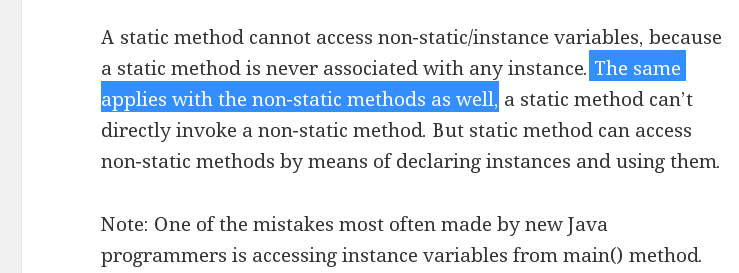 A static method cannot access non-static/instance variables, because
a static method is never associated with any instance. The same
applies with the non-static methods as well, a static method can’t
directly invoke a non-static method. But static method can access
non-static methods by means of declaring instances and using them.
Note: One of the mistakes most often made by new Java
programmers is accessing instance variables from main() method.